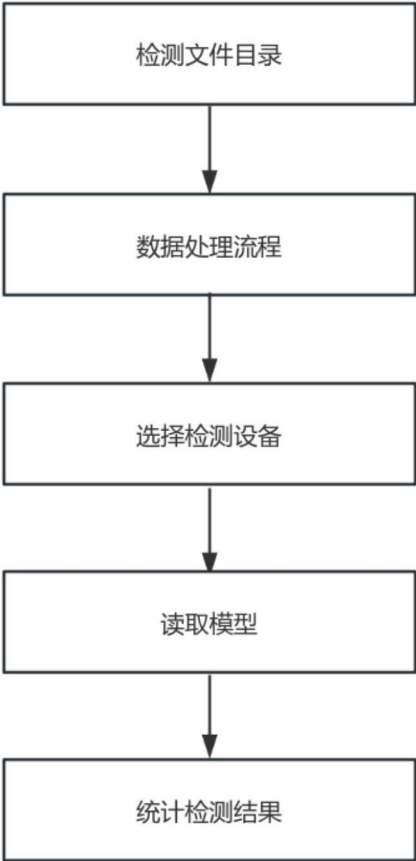 检测文件目录
数据处理流程
选择检测设备
读取模型
统计检测结果